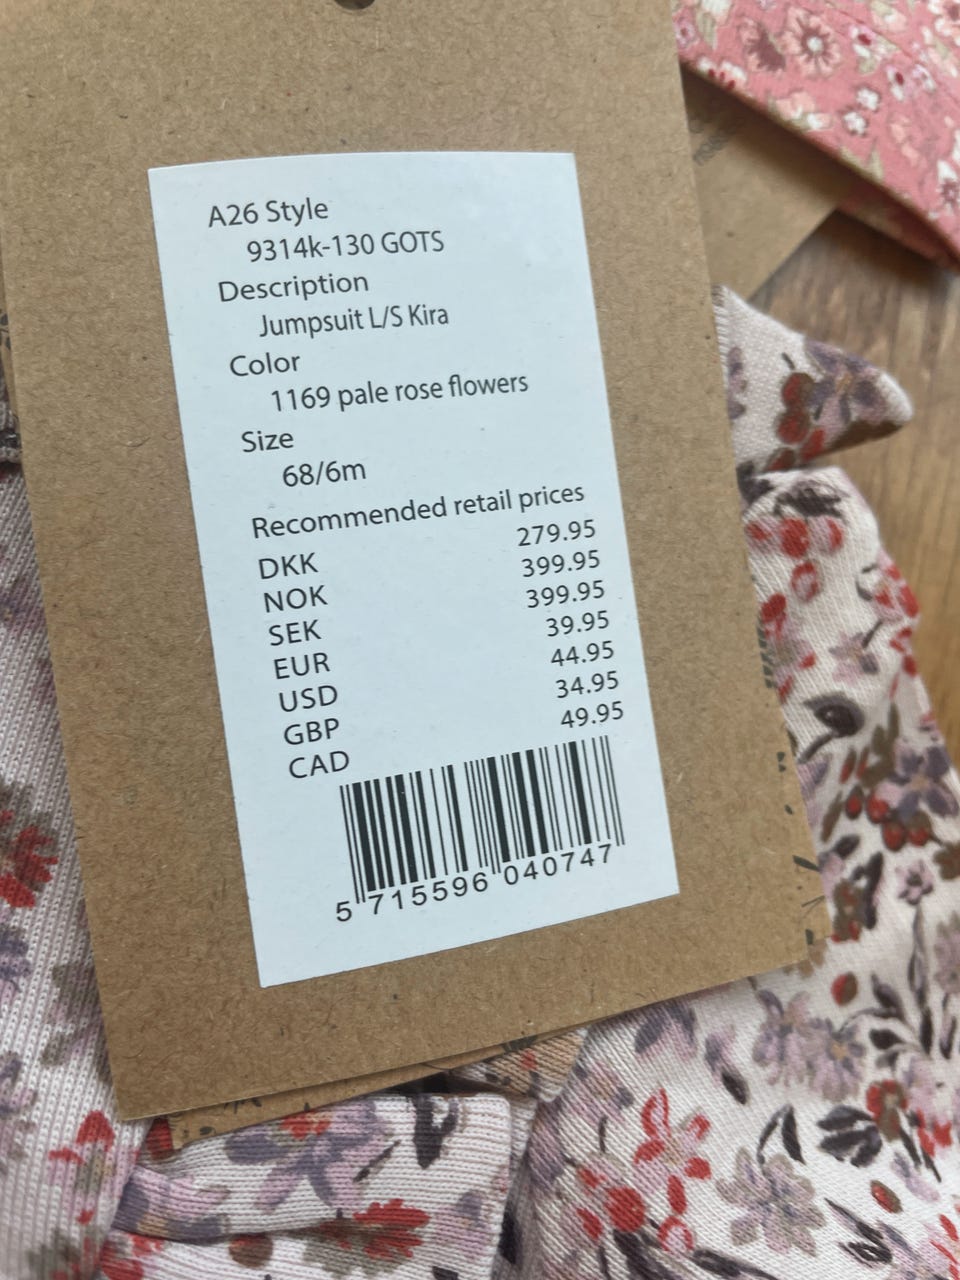 A26 Style
9314k-130 GOTS
Description
Jumpsuit L/S Kira
Color
1169 pale rose flowers
Size
68/6m
Recommended retail prices
DKK 279.95
NOK 399.95
SEK 399.95
EUR 39.95
USD 44.95
GBP 34.95
CAD 49.95
5 715596 040747